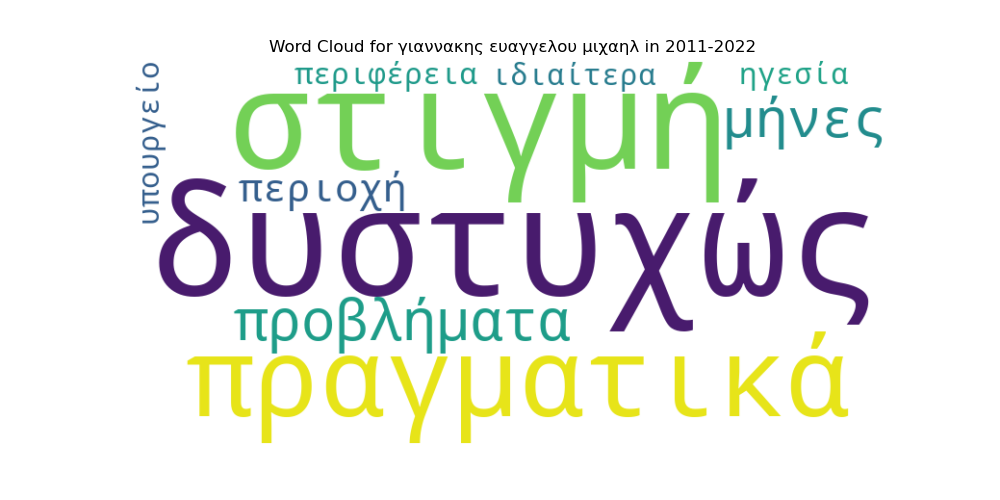 Word Cloud for γιαννακης ευαγγελου μιχαηλ in 2011-2022
περιφέρεια ιδιαίτερα ηγεσία
υπουργείο
στιγμή
μήνες
περιοχή
δυστυχώς
προβλήματα
πραγματικά